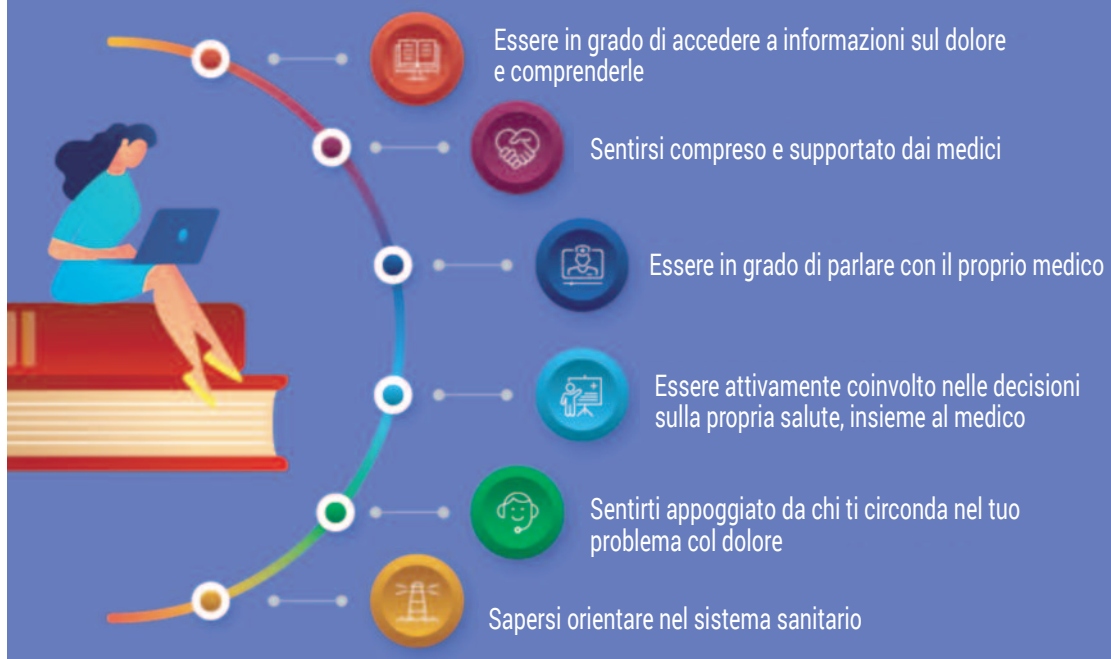 Essere in grado di accedere a informazioni sul dolore
e comprenderle
Sentirsi compreso e supportato dai medici
Essere in grado di parlare con il proprio medico
Essere attivamente coinvolto nelle decisioni
sulla propria salute, insieme al medico
Sentirti appoggiato da chi ti circonda nel tuo
problema col dolore
Sapersi orientare nel sistema sanitario